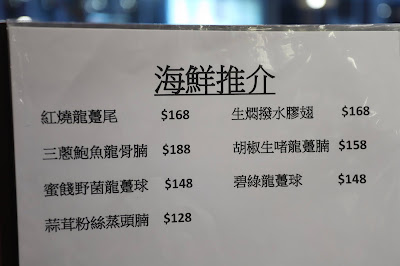 海鮮推介
紅燒龍躉尾 $168
三蔥鮑魚龍骨腩 $188
蜜餞野菌龍躉球 $148
蒜茸粉絲蒸頭腩 $128
生燜撥水膠翅 $168
胡椒生啫龍躉腩 $158
碧綠龍躉球 $148